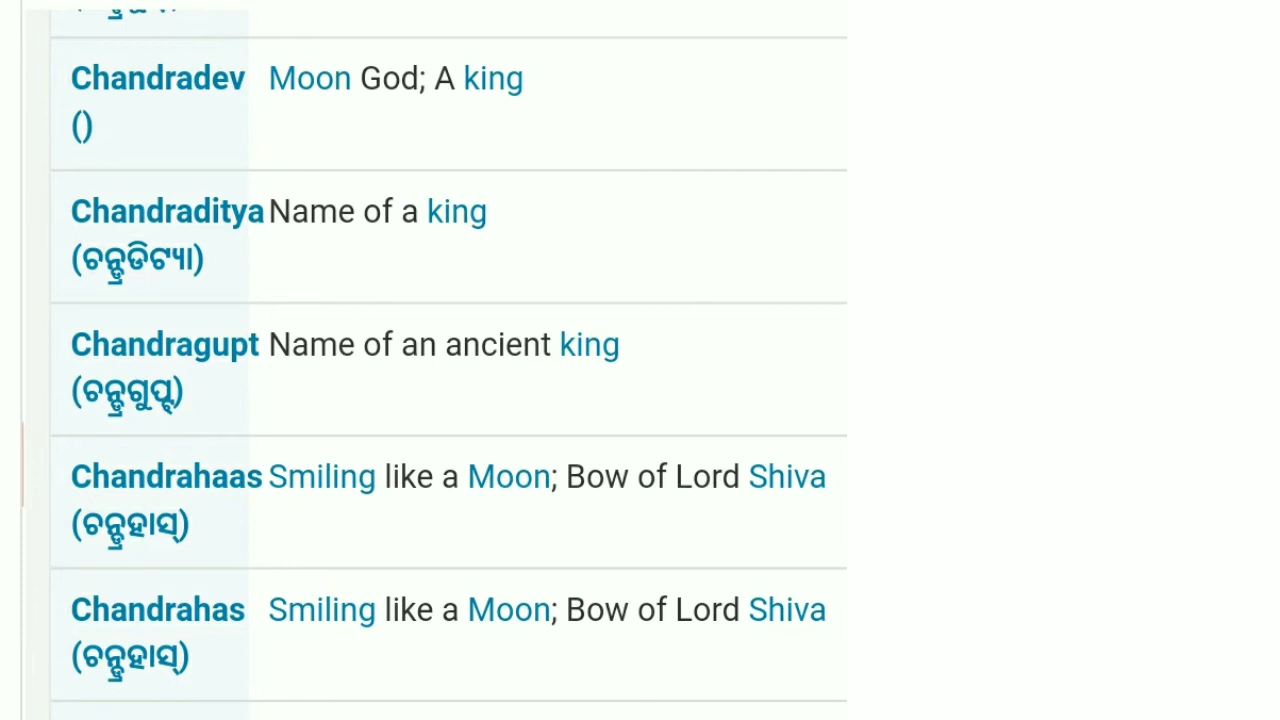 Chandradev Moon God; A king
()
Chandraditya Name of a king
(ଚନ୍ଡ୍ରଡିଟ୍ୟା)
Chandragupt Name of an ancient king
(ଚନ୍ଡ୍ରଗୁପ୍ଟ୍)
Chandrahaas Smiling like a Moon; Bow of Lord Shiva
(ଚନ୍ଡ୍ରହାସ୍)
Chandrahas Smiling like a Moon; Bow of Lord Shiva
(ଚନ୍ଡ୍ରହାସ୍)